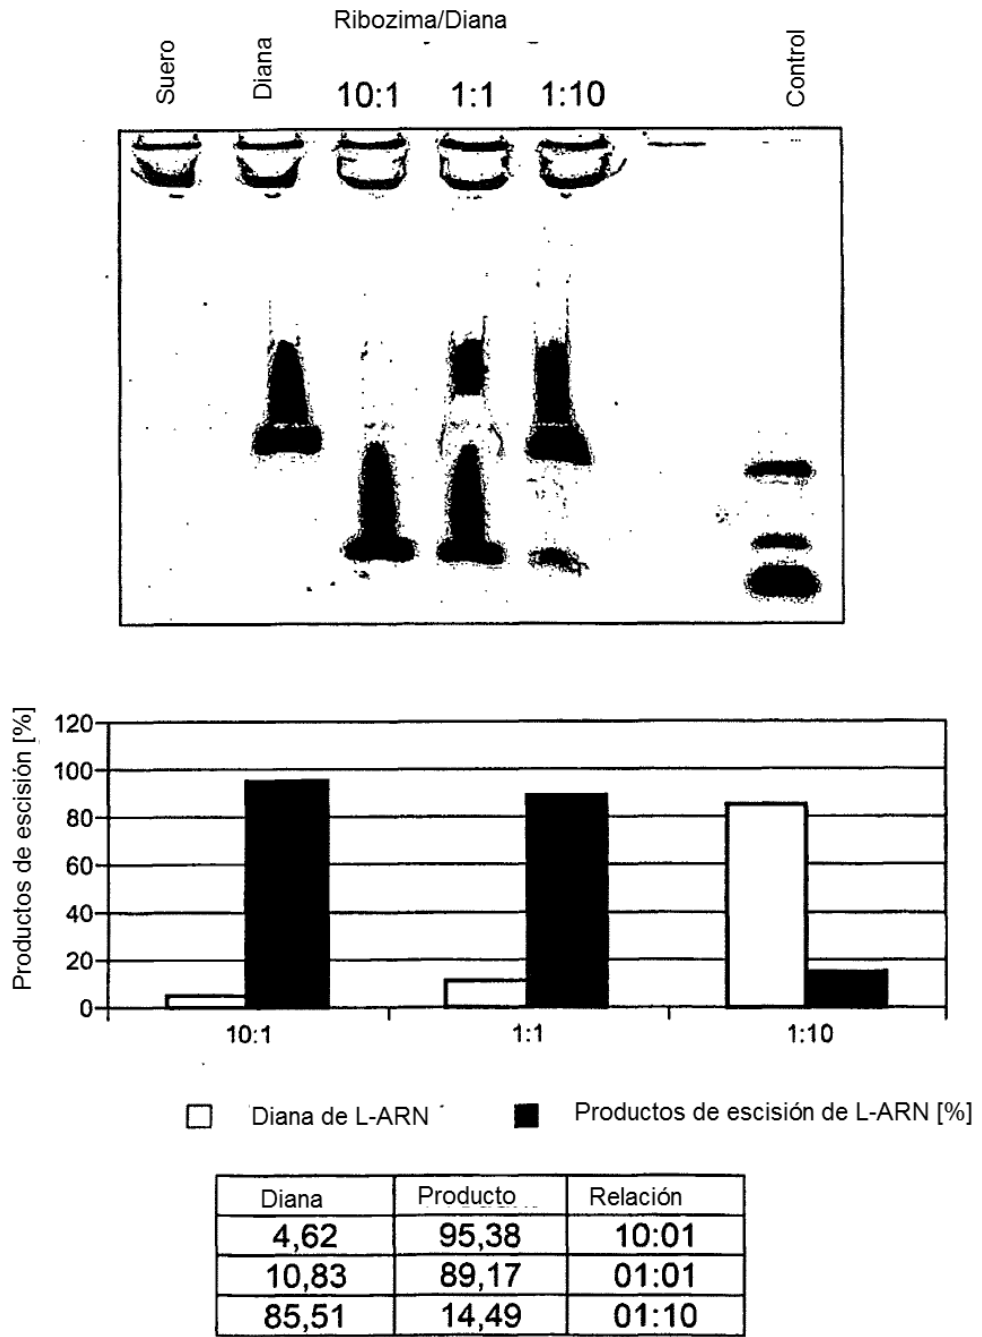 Ribozima/Diana
Suero
Diana
10:1
1:1
1:10
Control
Productos de escisión [%]
120
100
80
60
40
20
0
10:1
1:1
1:10
Diana de L-ARN
Productos de escisión de L-ARN [%]
Diana Producto Relación
4,62 95,38 10:01
10,83 89,17 01:01
85,51 14,49 01:10